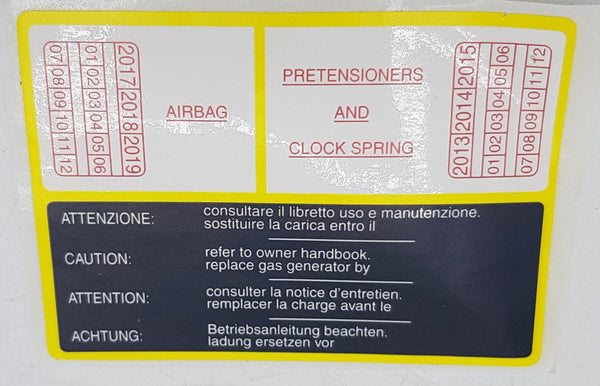 2017 2018 2019
01 02 03 04 05 06
07 08 09 10 11 12
AIRBAG
PRETENSIONERS
AND
CLOCK SPRING
2013 2014 2015
01 02 03 04 05 06
07 08 09 10 11 12
ATTENZIONE: consultare il libretto uso e manutenzione.
sostituire la carica entro il
CAUTION: refer to owner handbook.
replace gas generator by
ATTENTION: consulter la notice d'entretien.
remplacer la charge avant le
ACHTUNG: Betriebsanleitung beachten.
ladung ersetzen vor